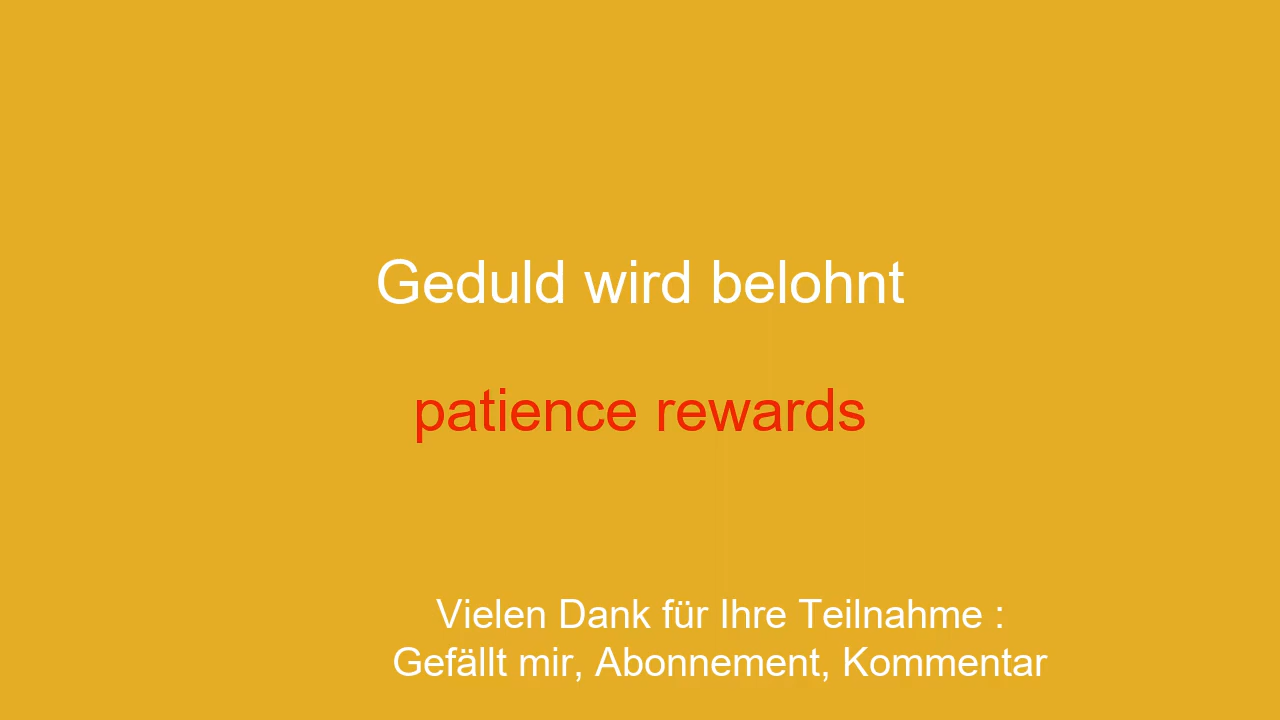 Geduld wird belohnt
patience rewards
Vielen Dank für Ihre Teilnahme :
Gefällt mir, Abonnement, Kommentar